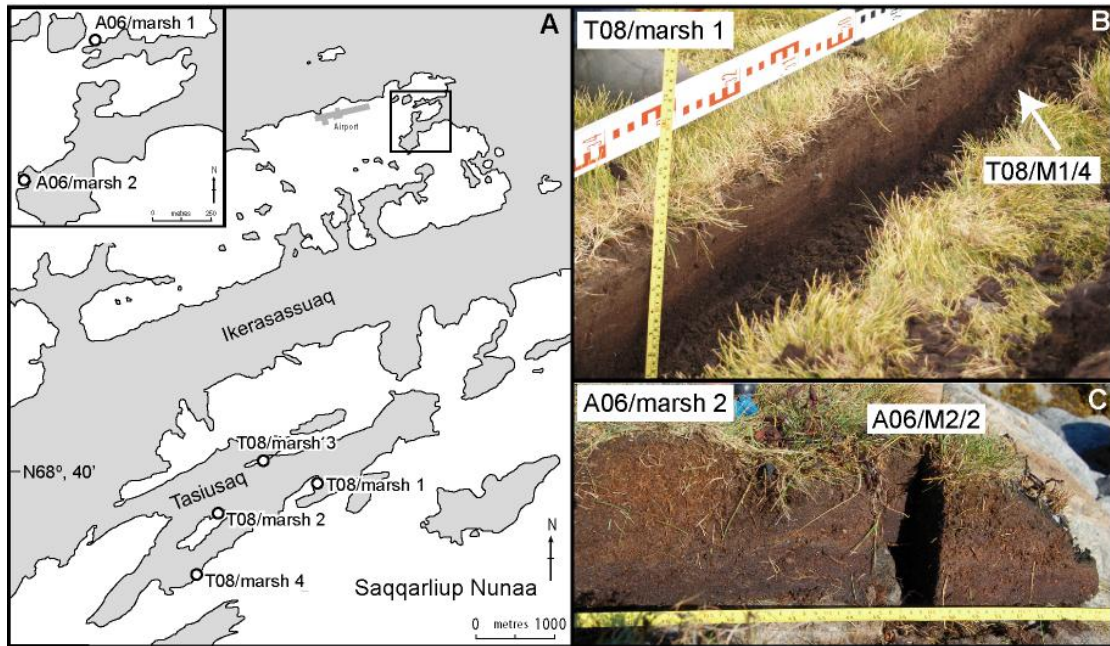 A06/marsh 1
A06/marsh 2
N
0 metres 250
A
Airport
Ikerasassuaq
T08/marsh 3
N68º, 40’
T08/marsh 1
Tasiusaq
T08/marsh 2
T08/marsh 4
N
Saqqarliup Nunaa
0 metres 1000
T08/marsh 1
B
T08/M1/4
A06/marsh 2
A06/M2/2
C